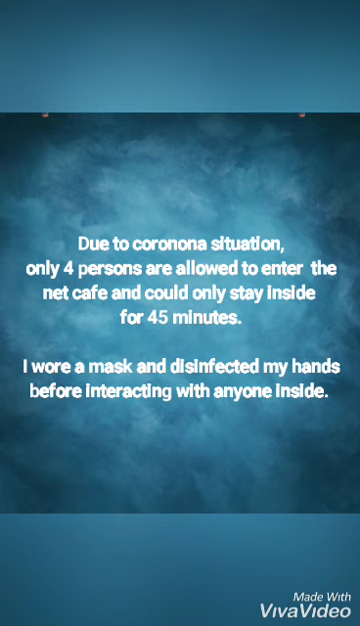 Due to coronona situation,
only 4 persons are allowed to enter the
net cafe and could only stay inside
for 45 minutes.
I wore a mask and disinfected my hands
before interacting with anyone inside.
Made With
VivaVideo